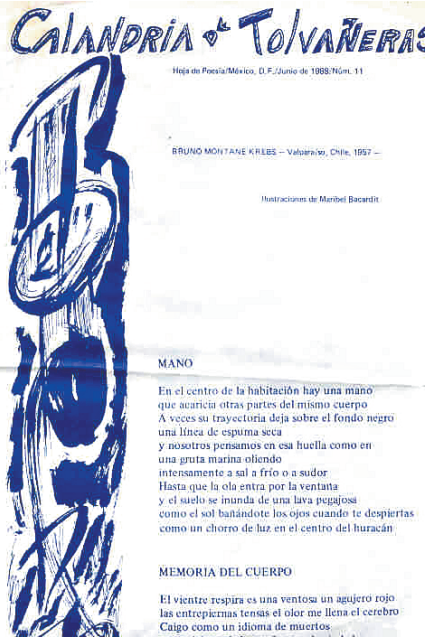 CALANDRIA de TOLVAÑERAS
Hoja de Poesía/México, D.F./Junio de 1988/Núm. 11
BRUNO MONTANE KREBS – Valparaíso, Chile, 1957 –
Ilustraciones de Maribel Bacardit
MANO
En el centro de la habitación hay una mano
que acaricia otras partes del mismo cuerpo
A veces su trayectoria deja sobre el fondo negro
una línea de espuma seca
y nosotros pensamos en esa huella como en
una gruta marina oliendo
intensamente a sal a frío o a sudor
Hasta que la ola entra por la ventana
y el suelo se inunda de una lava pegajosa
como el sol bañándote los ojos cuando te despiertas
como un chorro de luz en el centro del huracán
MEMORIA DEL CUERPO
El vientre respira es una ventosa un agujero rojo
las entrepiernas tensas el olor me llena el cerebro
Caigo como un idioma de muertos